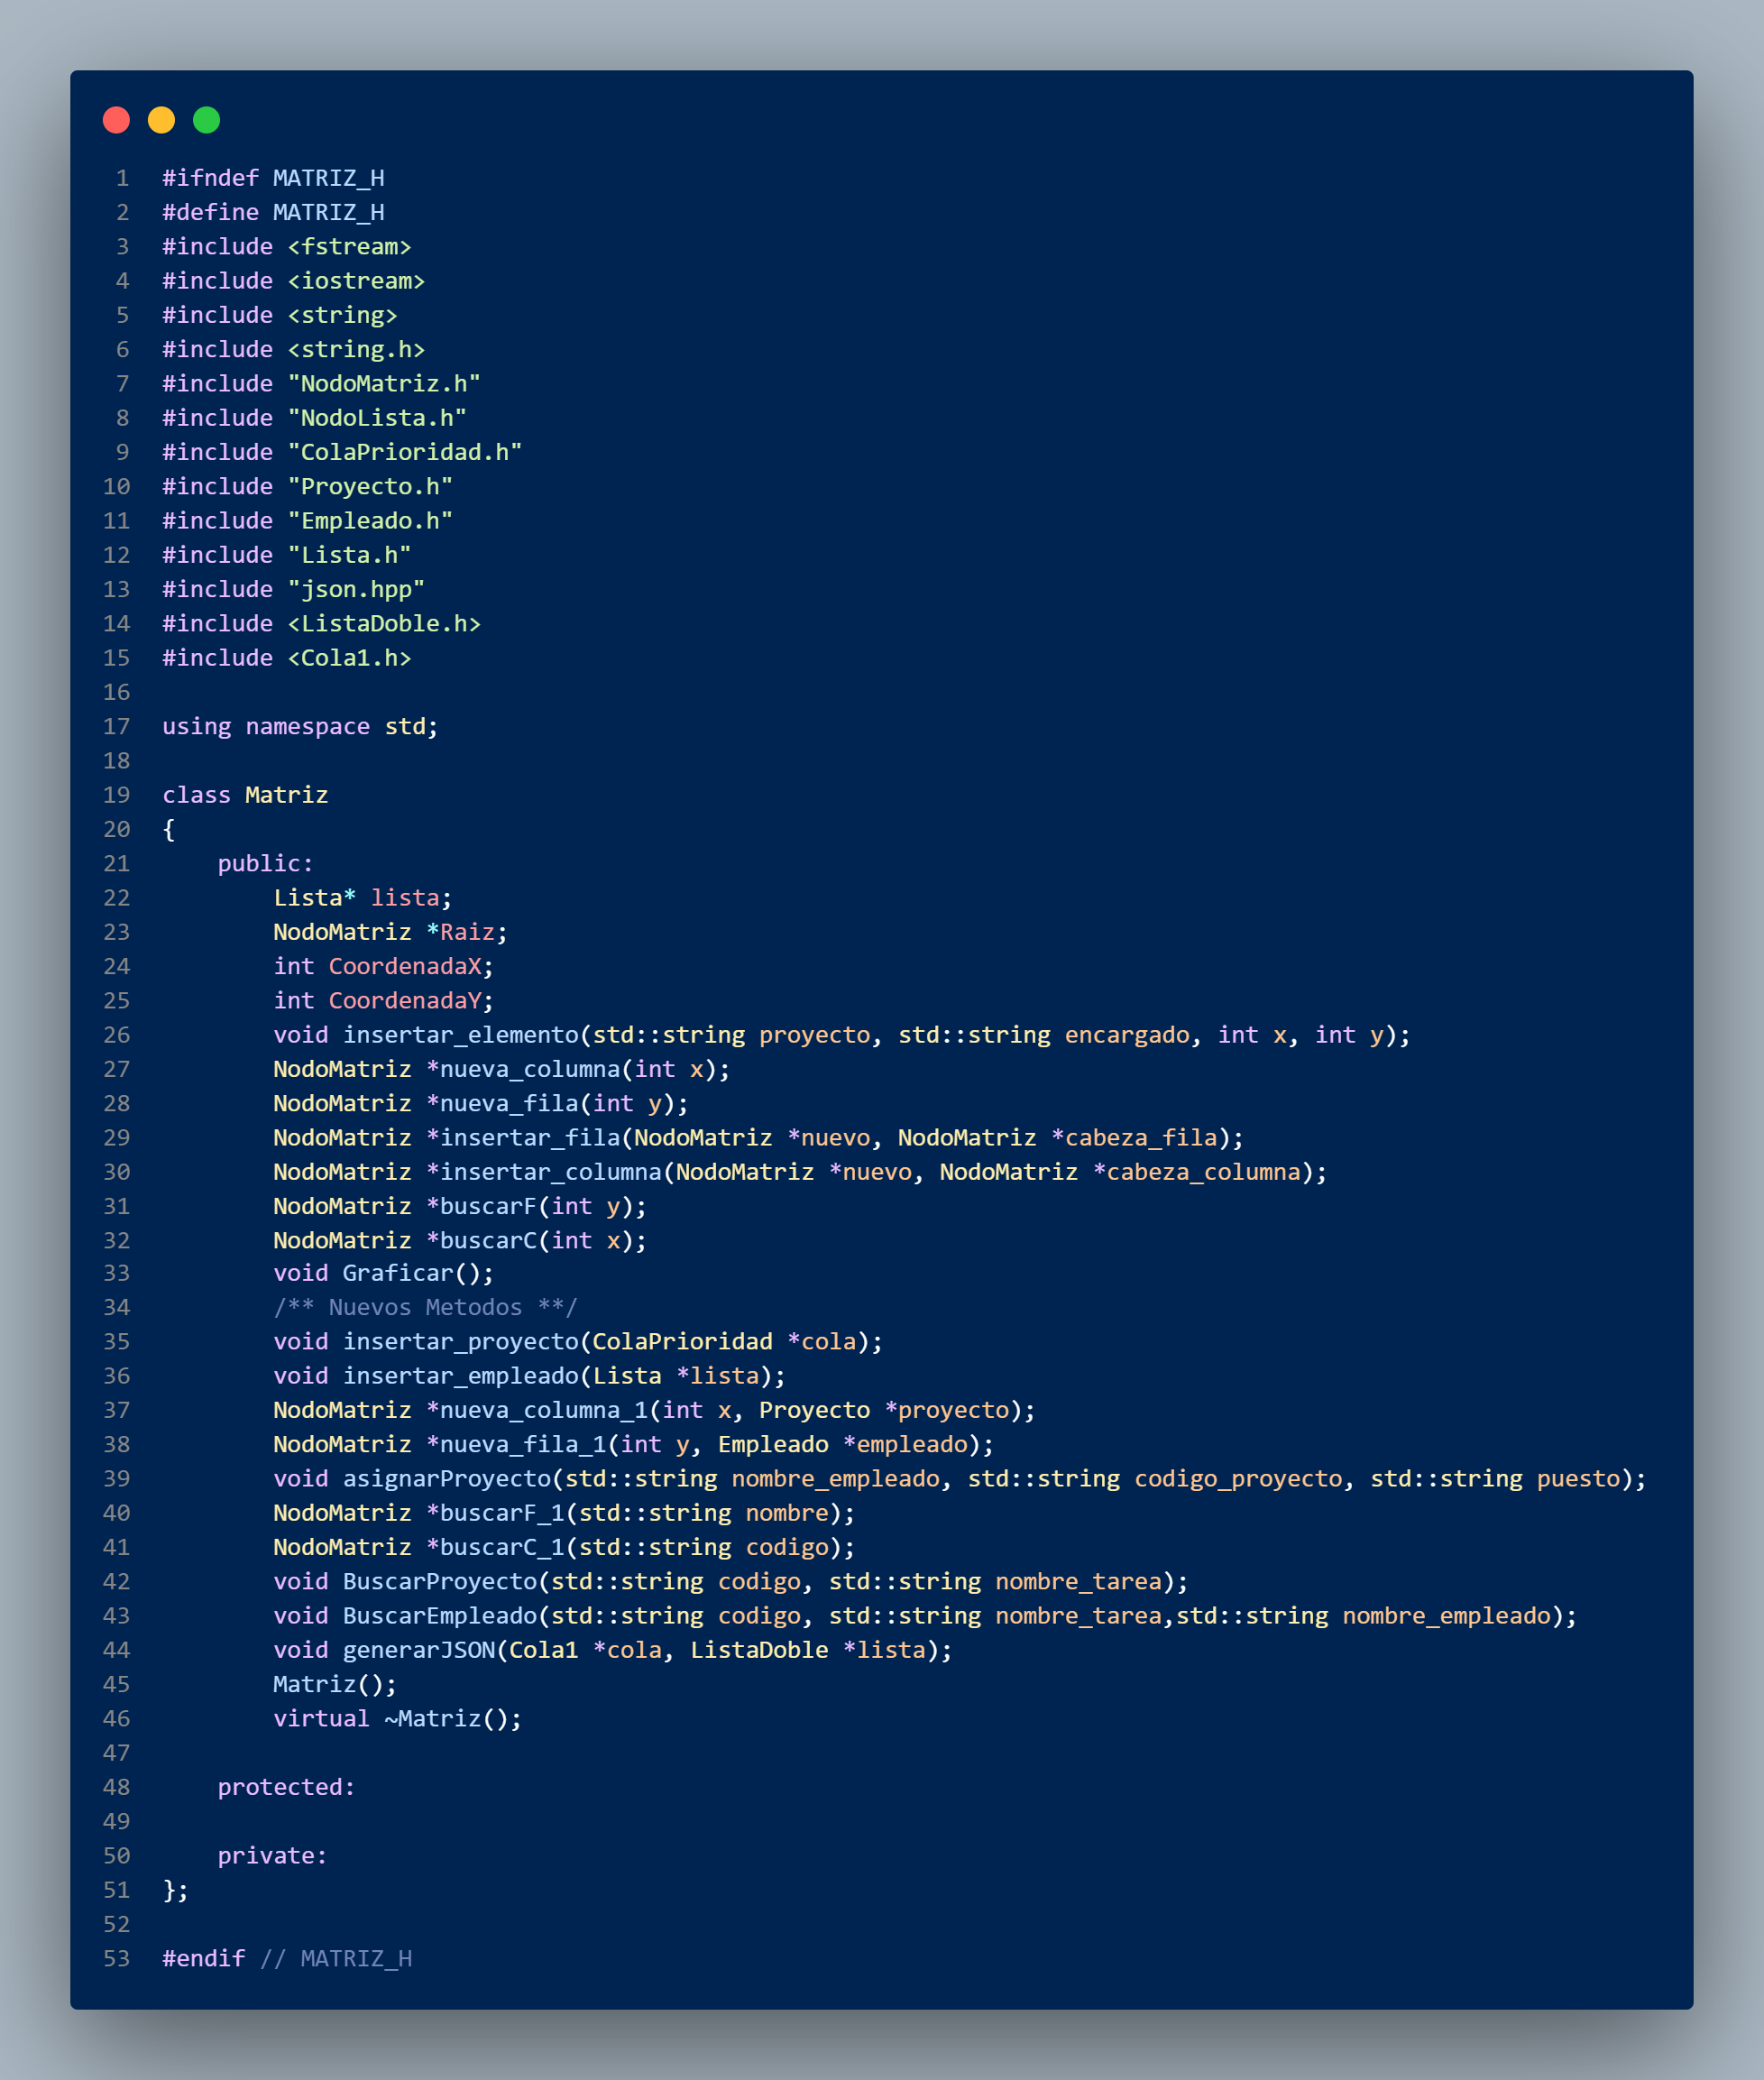 1 #ifndef MATRIZ_H
2 #define MATRIZ_H
3 #include <fstream>
4 #include <iostream>
5 #include <string>
6 #include <string.h>
7 #include "NodoMatriz.h"
8 #include "NodoLista.h"
9 #include "ColaPrioridad.h"
10 #include "Proyecto.h"
11 #include "Empleado.h"
12 #include "Lista.h"
13 #include "json.hpp"
14 #include <ListaDoble.h>
15 #include <Cola1.h>
16
17 using namespace std;
18
19 class Matriz
20 {
21     public:
22         Lista* lista;
23         NodoMatriz *Raiz;
24         int CoordenadaX;
25         int CoordenadaY;
26         void insertar_elemento(std::string proyecto, std::string encargado, int x, int y);
27         NodoMatriz *nueva_columna(int x);
28         NodoMatriz *nueva_fila(int y);
29         NodoMatriz *insertar_fila(NodoMatriz *nuevo, NodoMatriz *cabeza_fila);
30         NodoMatriz *insertar_columna(NodoMatriz *nuevo, NodoMatriz *cabeza_columna);
31         NodoMatriz *buscarF(int y);
32         NodoMatriz *buscarC(int x);
33         void Graficar();
34         /** Nuevos Metodos **/
35         void insertar_proyecto(ColaPrioridad *cola);
36         void insertar_empleado(Lista *lista);
37         NodoMatriz *nueva_columna_1(int x, Proyecto *proyecto);
38         NodoMatriz *nueva_fila_1(int y, Empleado *empleado);
39         void asignarProyecto(std::string nombre_empleado, std::string codigo_proyecto, std::string puesto);
40         NodoMatriz *buscarF_1(std::string nombre);
41         NodoMatriz *buscarC_1(std::string codigo);
42         void BuscarProyecto(std::string codigo, std::string nombre_tarea);
43         void BuscarEmpleado(std::string codigo, std::string nombre_tarea,std::string nombre_empleado);
44         void generarJSON(Cola1 *cola, ListaDoble *lista);
45         Matriz();
46         virtual ~Matriz();
47
48     protected:
49
50     private:
51 };
52
53 #endif // MATRIZ_H